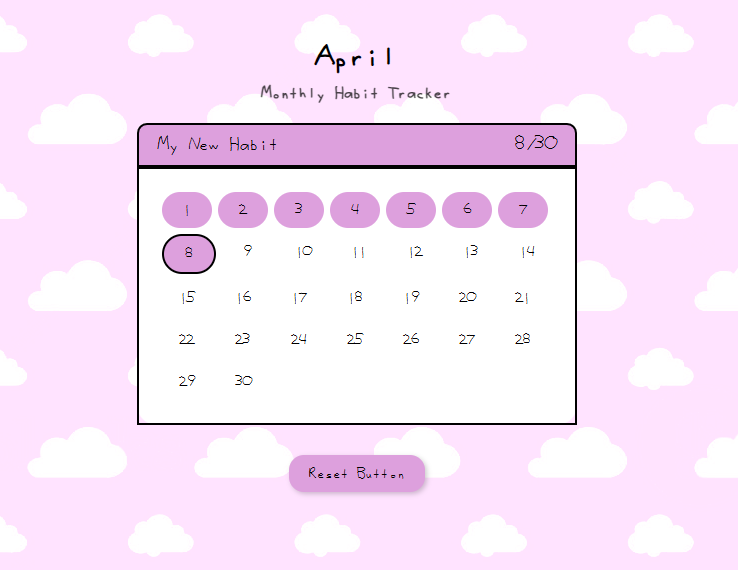 April
Monthly Habit Tracker
My New Habit 8/30
1 2 3 4 5 6 7
8 9 10 11 12 13 14
15 16 17 18 19 20 21
22 23 24 25 26 27 28
29 30
Reset Button